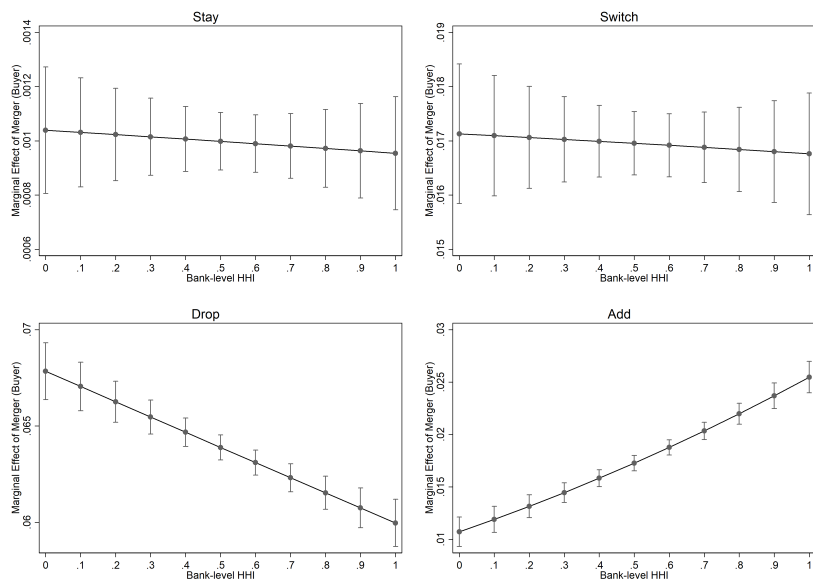 Stay
Marginal Effect of Merger (Buyer)
.0014
.0012
.001
.0008
.0006
0 .1 .2 .3 .4 .5 .6 .7 .8 .9 1
Bank-level HHI
Switch
Marginal Effect of Merger (Buyer)
.019
.018
.017
.016
.015
0 .1 .2 .3 .4 .5 .6 .7 .8 .9 1
Bank-level HHI
Drop
Marginal Effect of Merger (Buyer)
.07
.065
.06
0 .1 .2 .3 .4 .5 .6 .7 .8 .9 1
Bank-level HHI
Add
Marginal Effect of Merger (Buyer)
.03
.025
.02
.015
.01
0 .1 .2 .3 .4 .5 .6 .7 .8 .9 1
Bank-level HHI